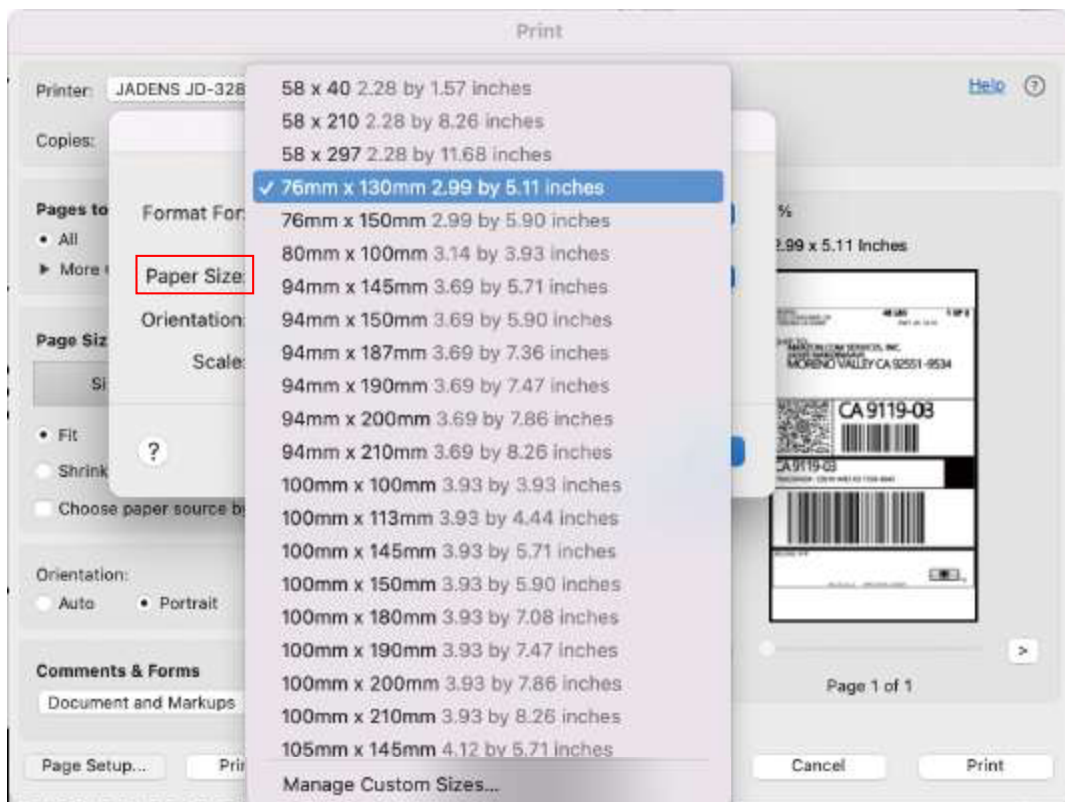 Print
Printer: JADENS JD-328
Help ?
Copies:
Pages to
All
More
Format For:
Paper Size:
Orientation:
Scale:
?
Page Siz
Si
Fit
Shrink
Choose paper source by
Orientation:
Auto Portrait
Comments & Forms
Document and Markups
Page Setup...
Pri
58 x 40 2.28 by 1.57 inches
58 x 210 2.28 by 8.26 inches
58 x 297 2.28 by 11.68 inches
✓ 76mm x 130mm 2.99 by 5.11 inches
76mm x 150mm 2.99 by 5.90 inches
80mm x 100mm 3.14 by 3.93 inches
94mm x 145mm 3.69 by 5.71 inches
94mm x 150mm 3.69 by 5.90 inches
94mm x 187mm 3.69 by 7.36 inches
94mm x 190mm 3.69 by 7.47 inches
94mm x 200mm 3.69 by 7.86 inches
94mm x 210mm 3.69 by 8.26 inches
100mm x 100mm 3.93 by 3.93 inches
100mm x 113mm 3.93 by 4.44 inches
100mm x 145mm 3.93 by 5.71 inches
100mm x 150mm 3.93 by 5.90 inches
100mm x 180mm 3.93 by 7.08 inches
100mm x 190mm 3.93 by 7.47 inches
100mm x 200mm 3.93 by 7.86 inches
100mm x 210mm 3.93 by 8.26 inches
105mm x 145mm 4.12 by 5.71 inches
Manage Custom Sizes...
%
2.99 x 5.11 Inches
1 OF 2
AMAZON.COM SERVICES, INC.
MORENO VALLEY CA 92551-9534
CA 9119-03
CA 9119-03
>
Page 1 of 1
Cancel
Print